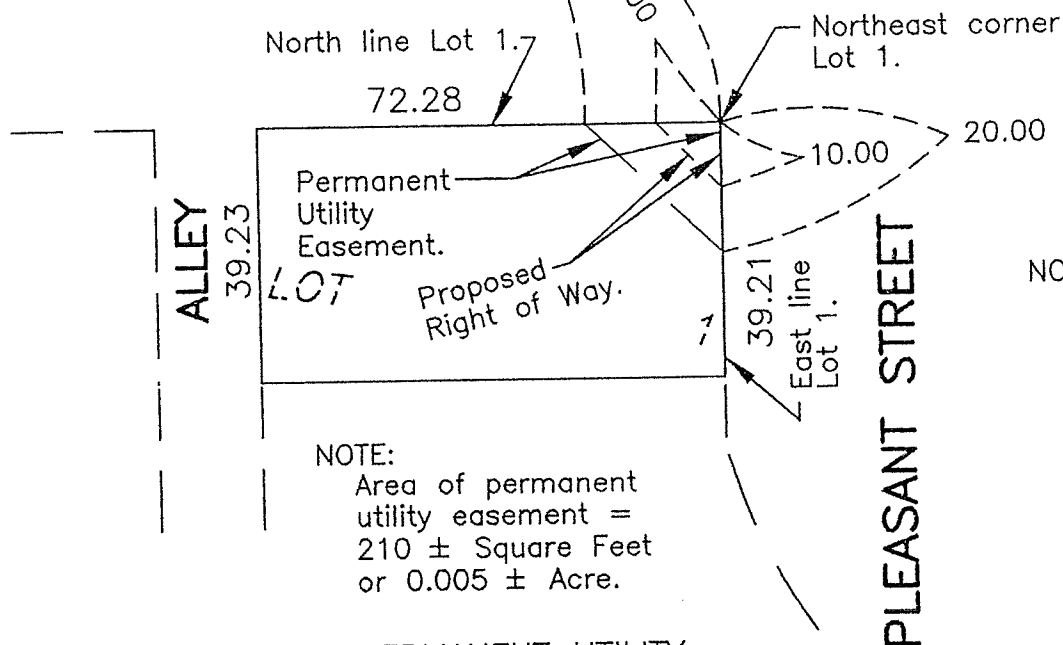 00
Northeast corner
Lot 1.
North line Lot 1.
72.28
20.00
10.00
Permanent
Utility
Easement.
ALLEY
39.23
LOT
Proposed
Right of Way.
1
39.21
East line
Lot 1.
PLEASANT STREET
NOTE:
Area of permanent
utility easement =
210 ± Square Feet
or 0.005 ± Acre.
UTILITY